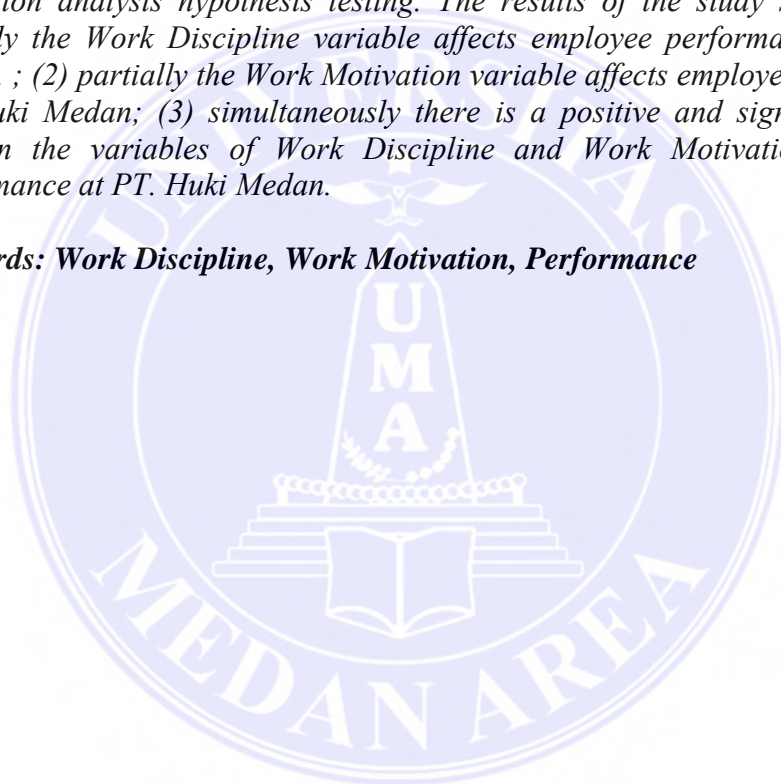 ion analysis hypothesis testing. The results of the study
ly the Work Discipline variable affects employee performa
. ; (2) partially the Work Motivation variable affects employe
uki Medan; (3) simultaneously there is a positive and sign
n the variables of Work Discipline and Work Motivati
mance at PT. Huki Medan.
rds: Work Discipline, Work Motivation, Performance
UNIVERSITAS
U
M
A
MEDAN AREA